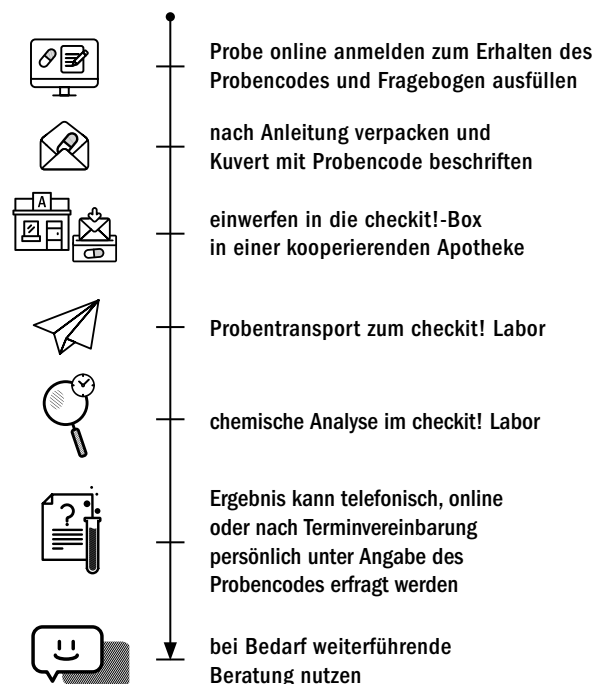 Probe online anmelden zum Erhalten des
Probencodes und Fragebogen ausfüllen
nach Anleitung verpacken und
Kuvert mit Probencode beschriften
A
einwerfen in die checkit!-Box
in einer kooperierenden Apotheke
Probentransport zum checkit! Labor
chemische Analyse im checkit! Labor
?
Ergebnis kann telefonisch, online
oder nach Terminvereinbarung
persönlich unter Angabe des
Probencodes erfragt werden
bei Bedarf weiterführende
Beratung nutzen